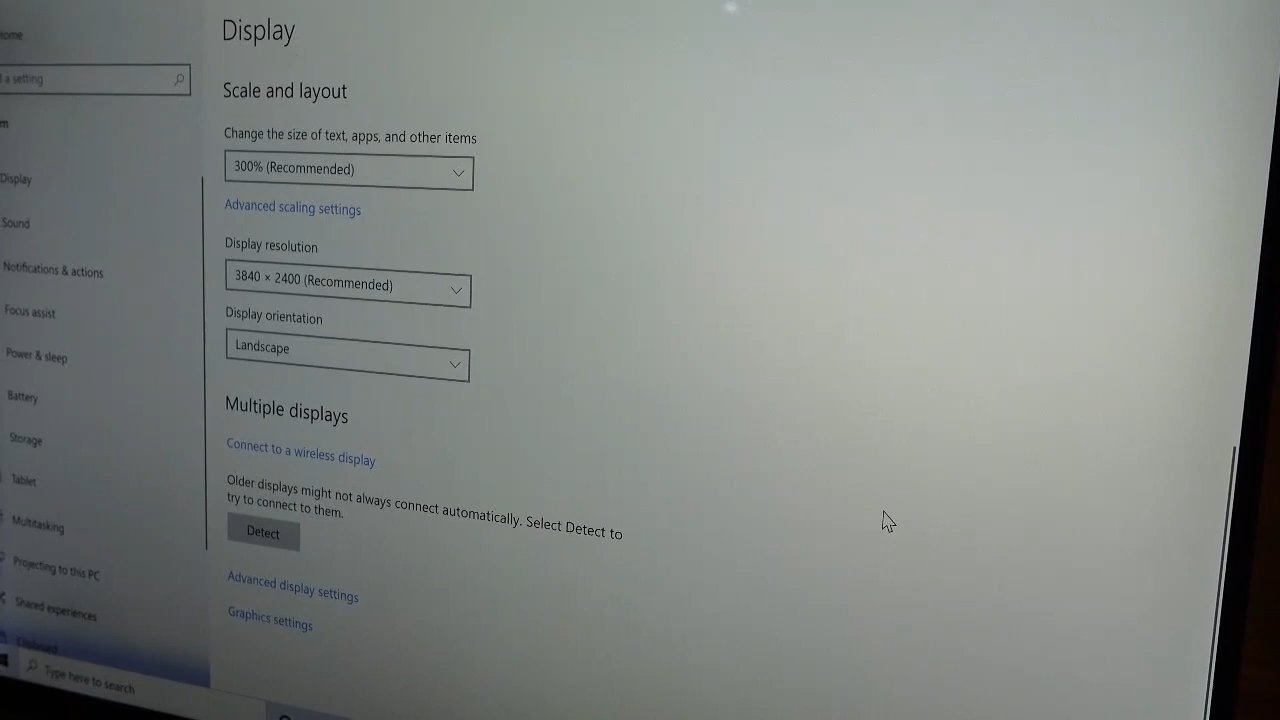 Home
a setting
Display
Sound
Notifications & actions
Focus assist
Power & sleep
Battery
Storage
Tablet
Multitasking
Projecting to this PC
Shared experiences
Clipboard
Type here to search
Display
Scale and layout
Change the size of text, apps, and other items
300% (Recommended)
Advanced scaling settings
Display resolution
3840 × 2400 (Recommended)
Display orientation
Landscape
Multiple displays
Connect to a wireless display
Older displays might not always connect automatically. Select Detect to
try to connect to them.
Detect
Advanced display settings
Graphics settings